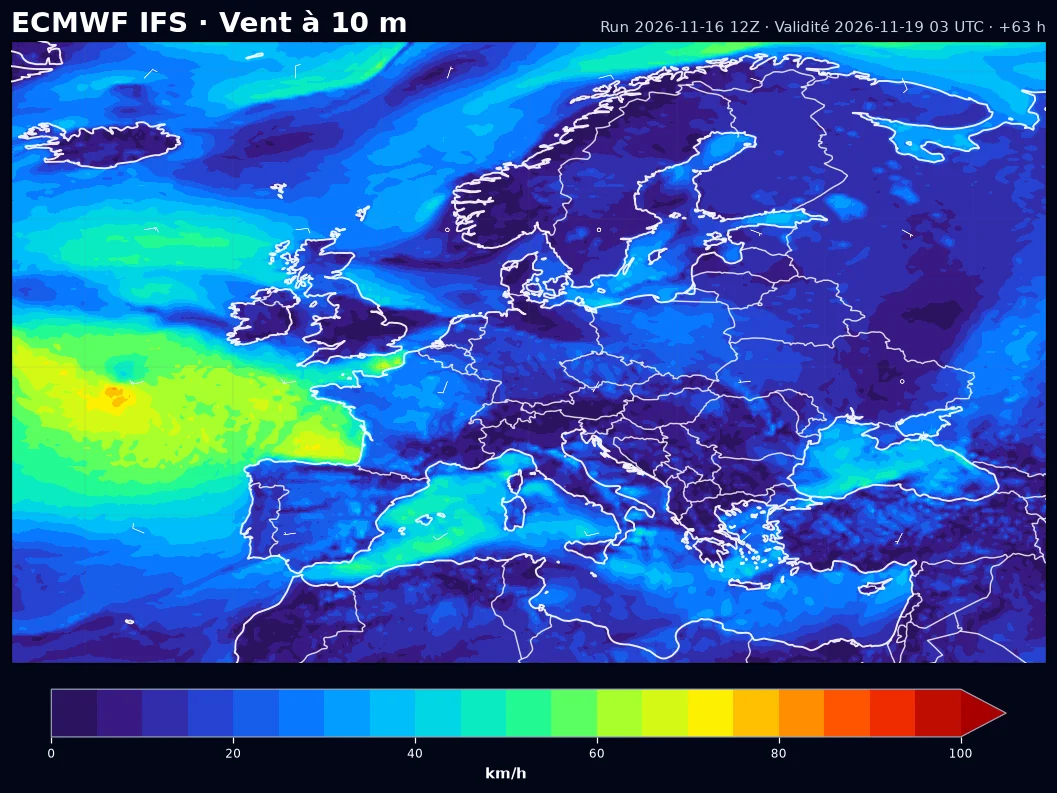 ECMWF IFS · Vent à 10 m
Run 2026-11-16 12Z · Validité 2026-11-19 03 UTC · +63 h
0 20 40 60 80 100
km/h